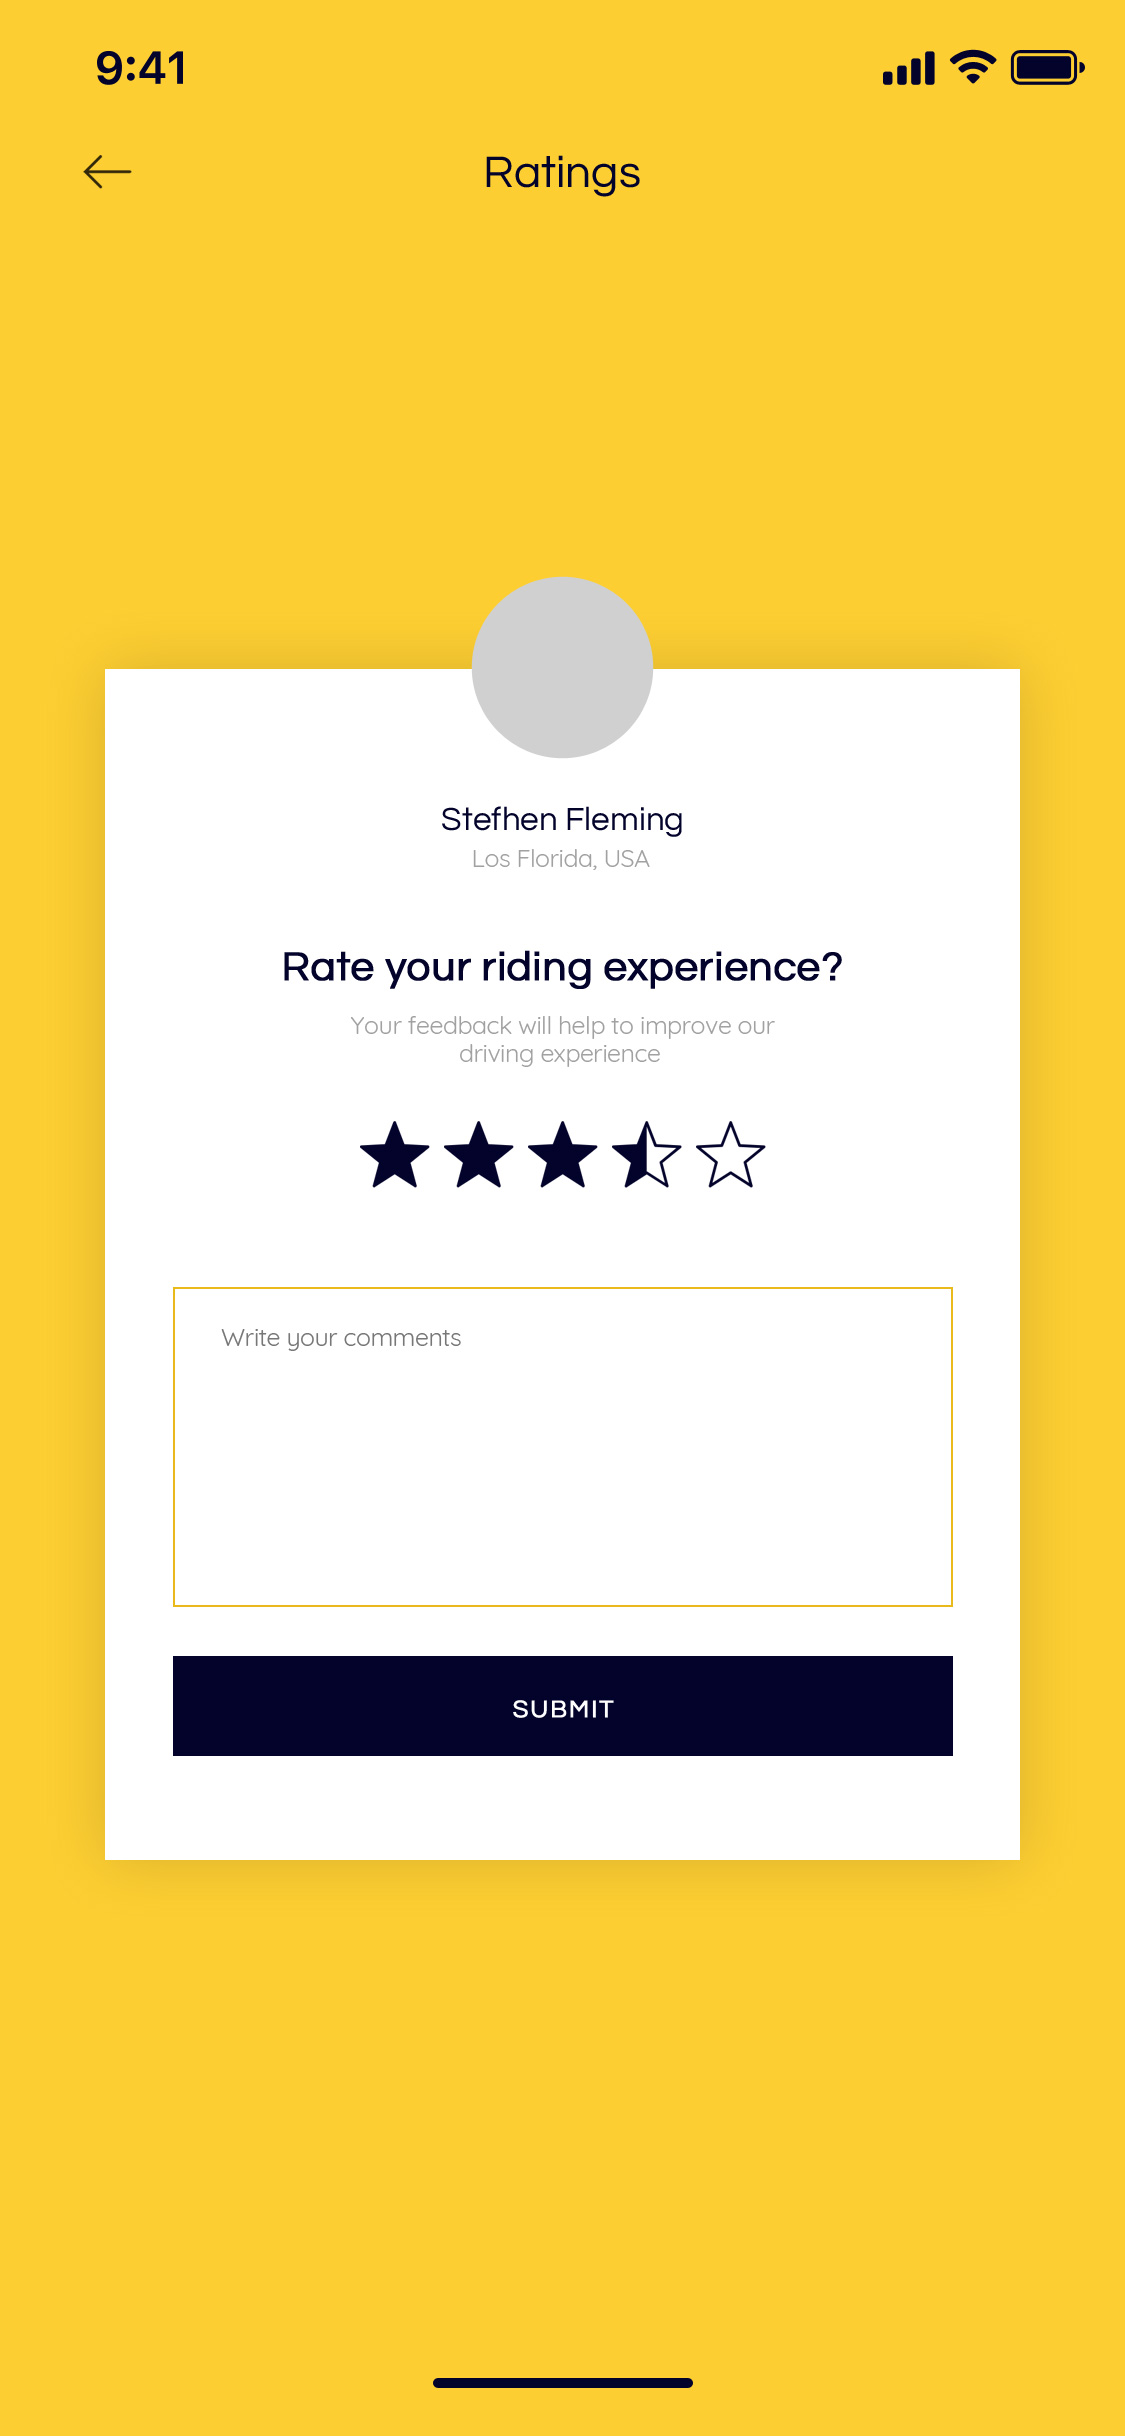 9:41
Ratings
Stefhen Fleming
Los Florida, USA
Rate your riding experience?
Your feedback will help to improve our
driving experience
Write your comments
SUBMIT